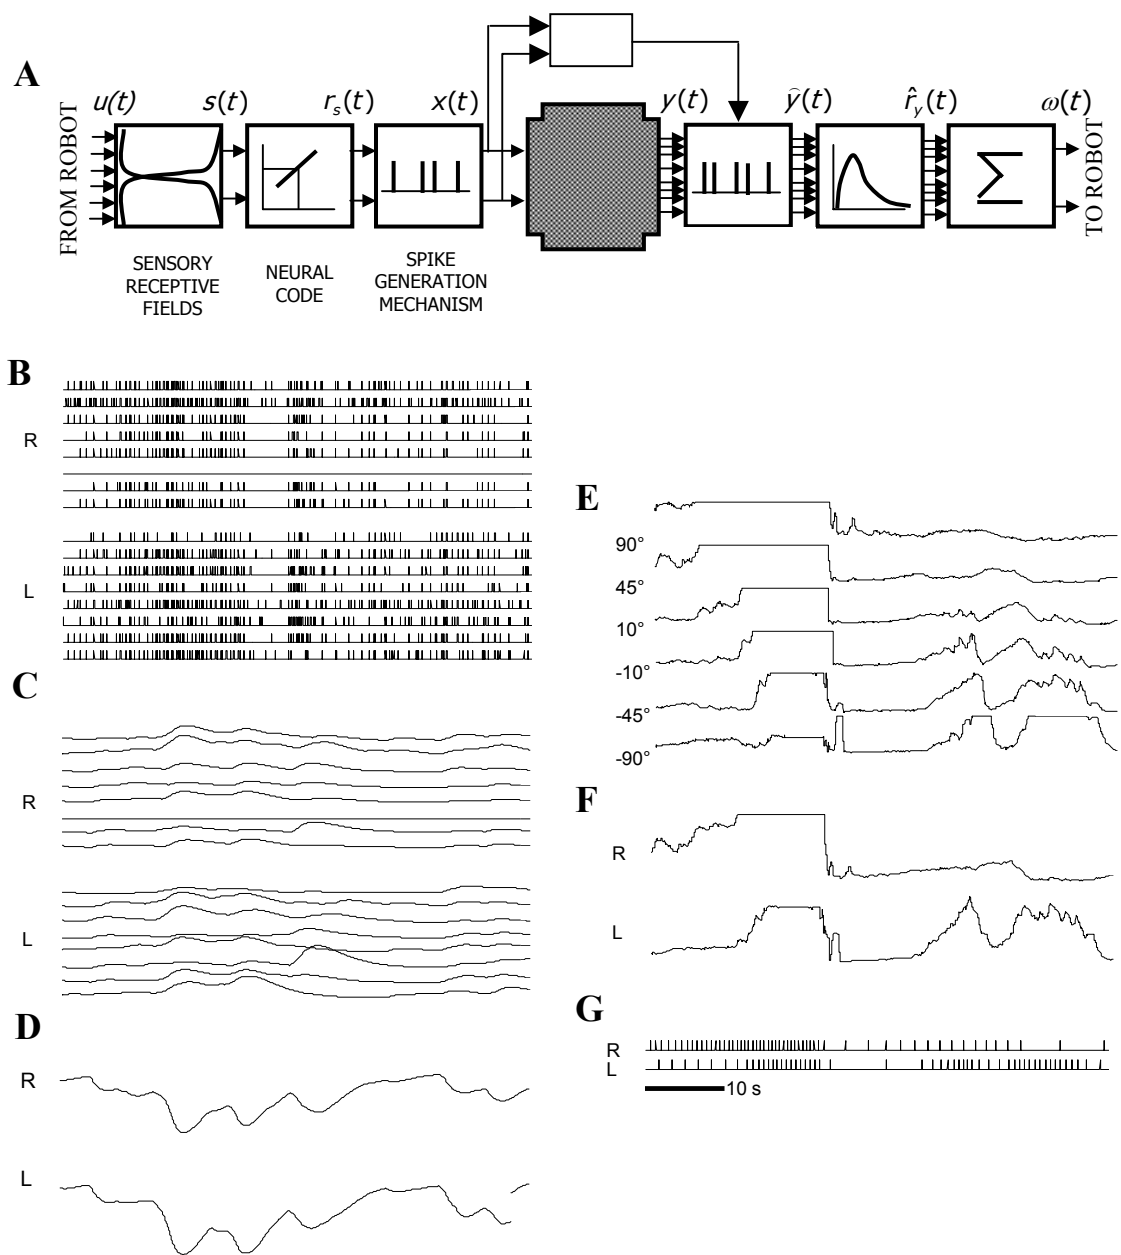 A
u(t) s(t) r_s(t) x(t) y(t) ŷ(t) r̂_y(t) ω(t)
FROM ROBOT
Σ
TO ROBOT
SENSORY
RECEPTIVE
FIELDS
NEURAL
CODE
SPIKE
GENERATION
MECHANISM
B
R
L
C
R
L
D
R
L
E
90°
45°
10°
-10°
-45°
-90°
F
R
L
G
R
L
10 s